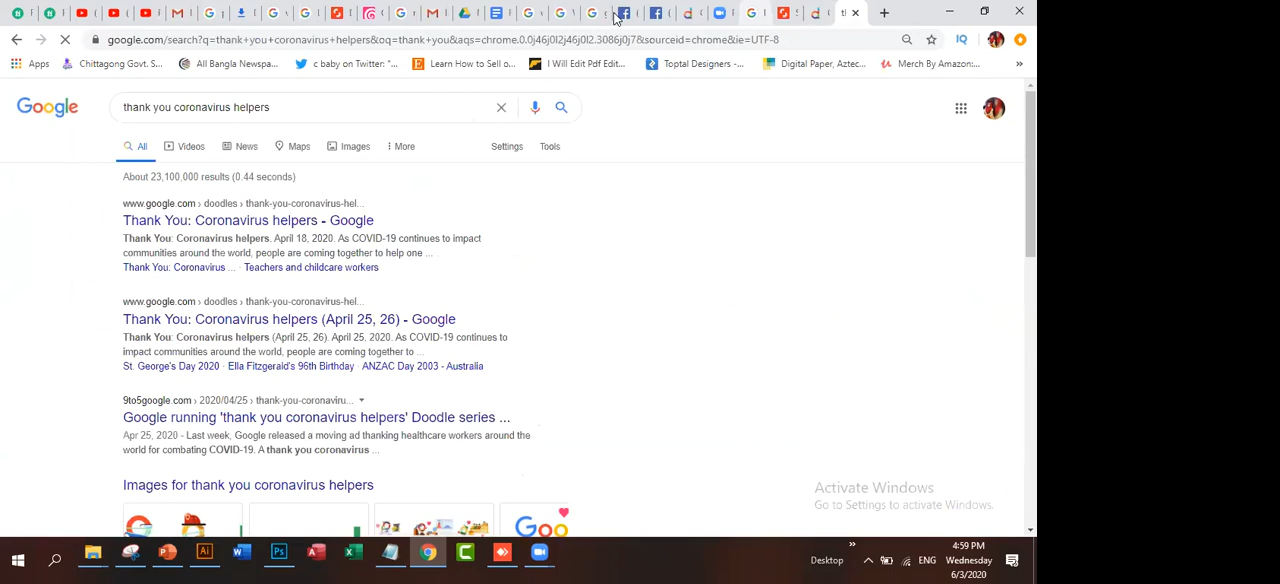 google.com/search?q=thank+you+coronavirus+helpers&oq=thank+you&aqs=chrome.0.0j46j0l2j46j0l2.3086j0j7&sourceid=chrome&ie=UTF-8
Apps Chittagong Govt. S... All Bangla Newspa... c baby on Twitter: "... Learn How to Sell o... I Will Edit Pdf Edit... Toptal Designers -... Digital Paper, Aztec... Merch By Amazon:... »
Google thank you coronavirus helpers
All Videos News Maps Images More Settings Tools
About 23,100,000 results (0.44 seconds)
www.google.com › doodles › thank-you-coronavirus-hel...
Thank You: Coronavirus helpers - Google
Thank You: Coronavirus helpers. April 18, 2020. As COVID-19 continues to impact
communities around the world, people are coming together to help one ...
Thank You: Coronavirus ... · Teachers and childcare workers
www.google.com › doodles › thank-you-coronavirus-hel...
Thank You: Coronavirus helpers (April 25, 26) - Google
Thank You: Coronavirus helpers (April 25, 26). April 25, 2020. As COVID-19 continues to
impact communities around the world, people are coming together to ...
St. George's Day 2020 · Ella Fitzgerald's 96th Birthday · ANZAC Day 2003 - Australia
9to5google.com › 2020/04/25 › thank-you-coronaviru...
Google running 'thank you coronavirus helpers' Doodle series ...
Apr 25, 2020 - Last week, Google released a moving ad thanking healthcare workers around the
world for combating COVID-19. A thank you coronavirus ...
Images for thank you coronavirus helpers
Goo
Activate Windows
Go to Settings to activate Windows.
Desktop » ENG
4:59 PM
Wednesday
6/3/2020